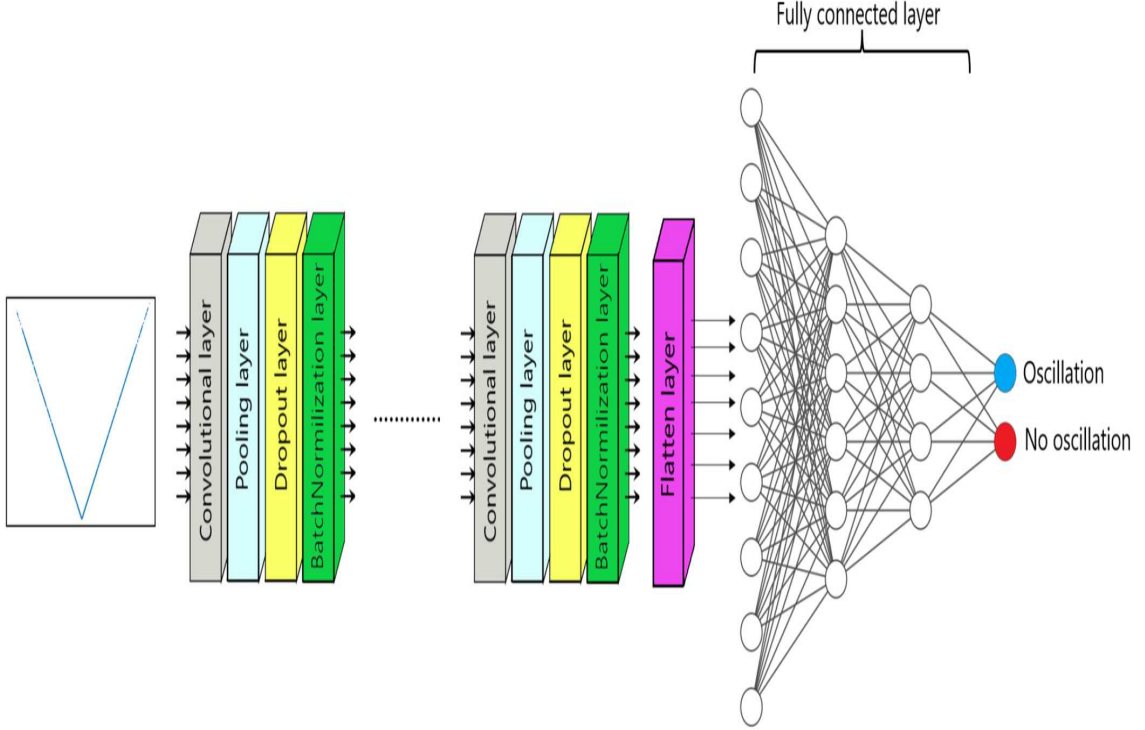 Fully connected layer
Convolutional layer
Pooling layer
Dropout layer
BatchNormilization layer
Convolutional layer
Pooling layer
Dropout layer
BatchNormilization layer
Flatten layer
Oscillation
No oscillation